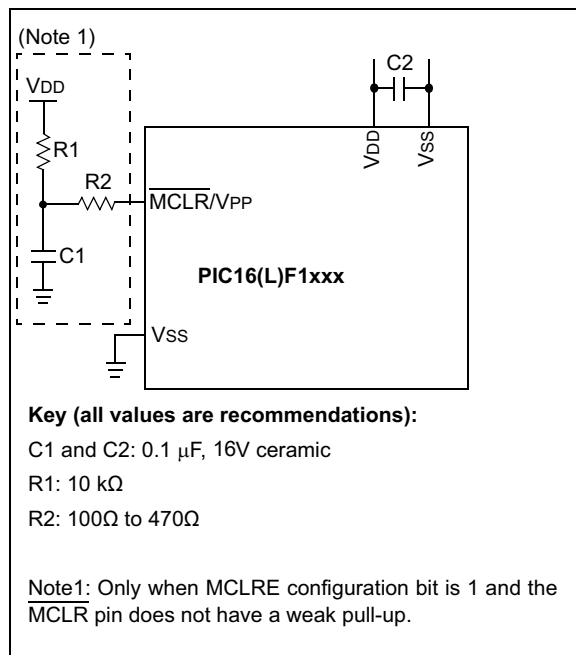 (Note 1)
VDD
R1
R2
C1
C2
VDD
VSS
MCLR/VPP
PIC16(L)F1xxx
VSS
Key (all values are recommendations):
C1 and C2: 0.1 μF, 16V ceramic
R1: 10 kΩ
R2: 100Ω to 470Ω
Note1: Only when MCLRE configuration bit is 1 and the
MCLR pin does not have a weak pull-up.